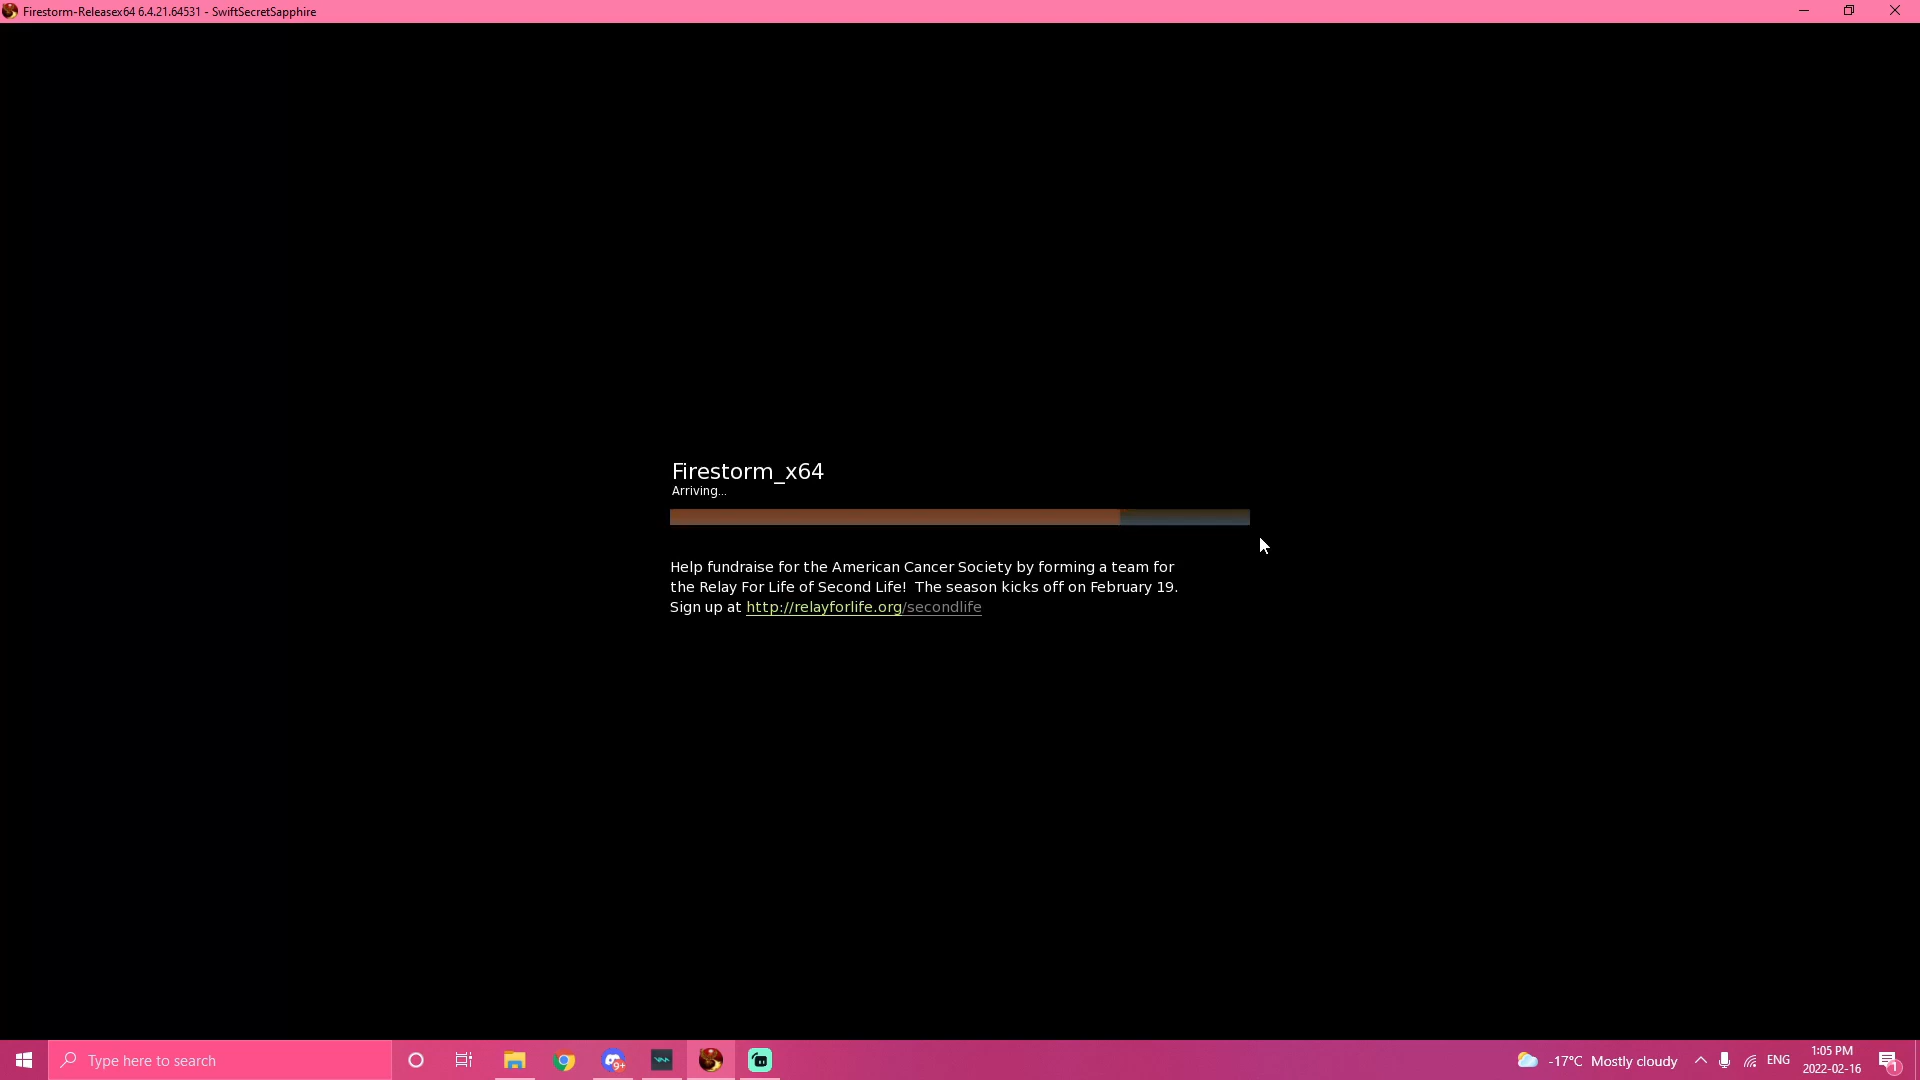 Firestorm-Releasex64 6.4.21.64531 - SwiftSecretSapphire
Firestorm_x64
Arriving...
Help fundraise for the American Cancer Society by forming a team for
the Relay For Life of Second Life!  The season kicks off on February 19.
Sign up at http://relayforlife.org/secondlife
Type here to search
9+
-17°C Mostly cloudy
ENG
1:05 PM
2022-02-16
1